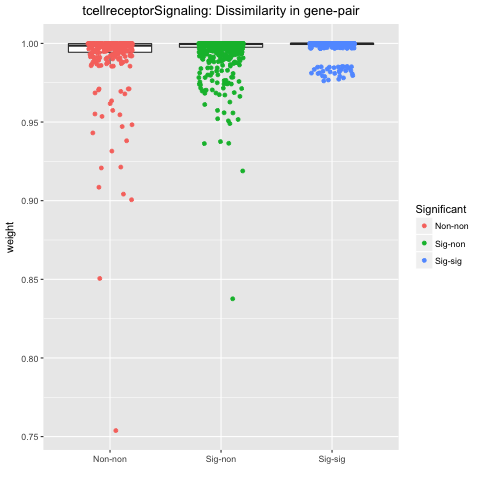 tcellreceptorSignaling: Dissimilarity in gene-pair
weight
1.00
0.95
0.90
0.85
0.80
0.75
Non-non
Sig-non
Sig-sig
Significant
Non-non
Sig-non
Sig-sig